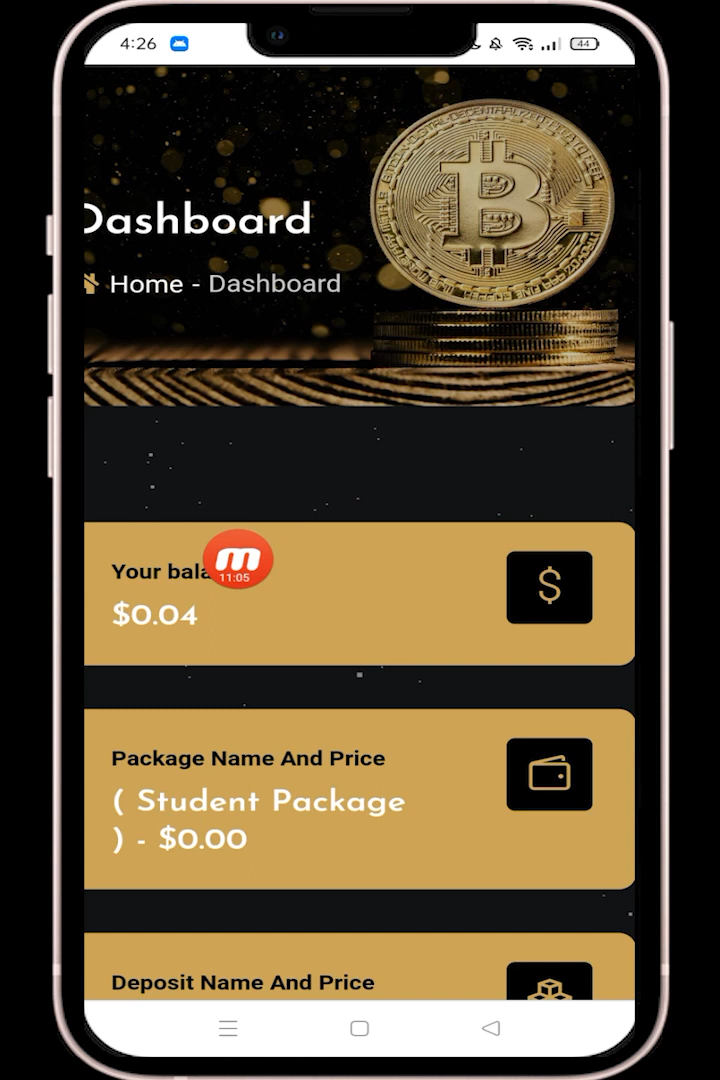 4:26
44
Dashboard
Home - Dashboard
B
Your bala
m
11:05
$0.04
$
Package Name And Price
( Student Package
) - $0.00
Deposit Name And Price